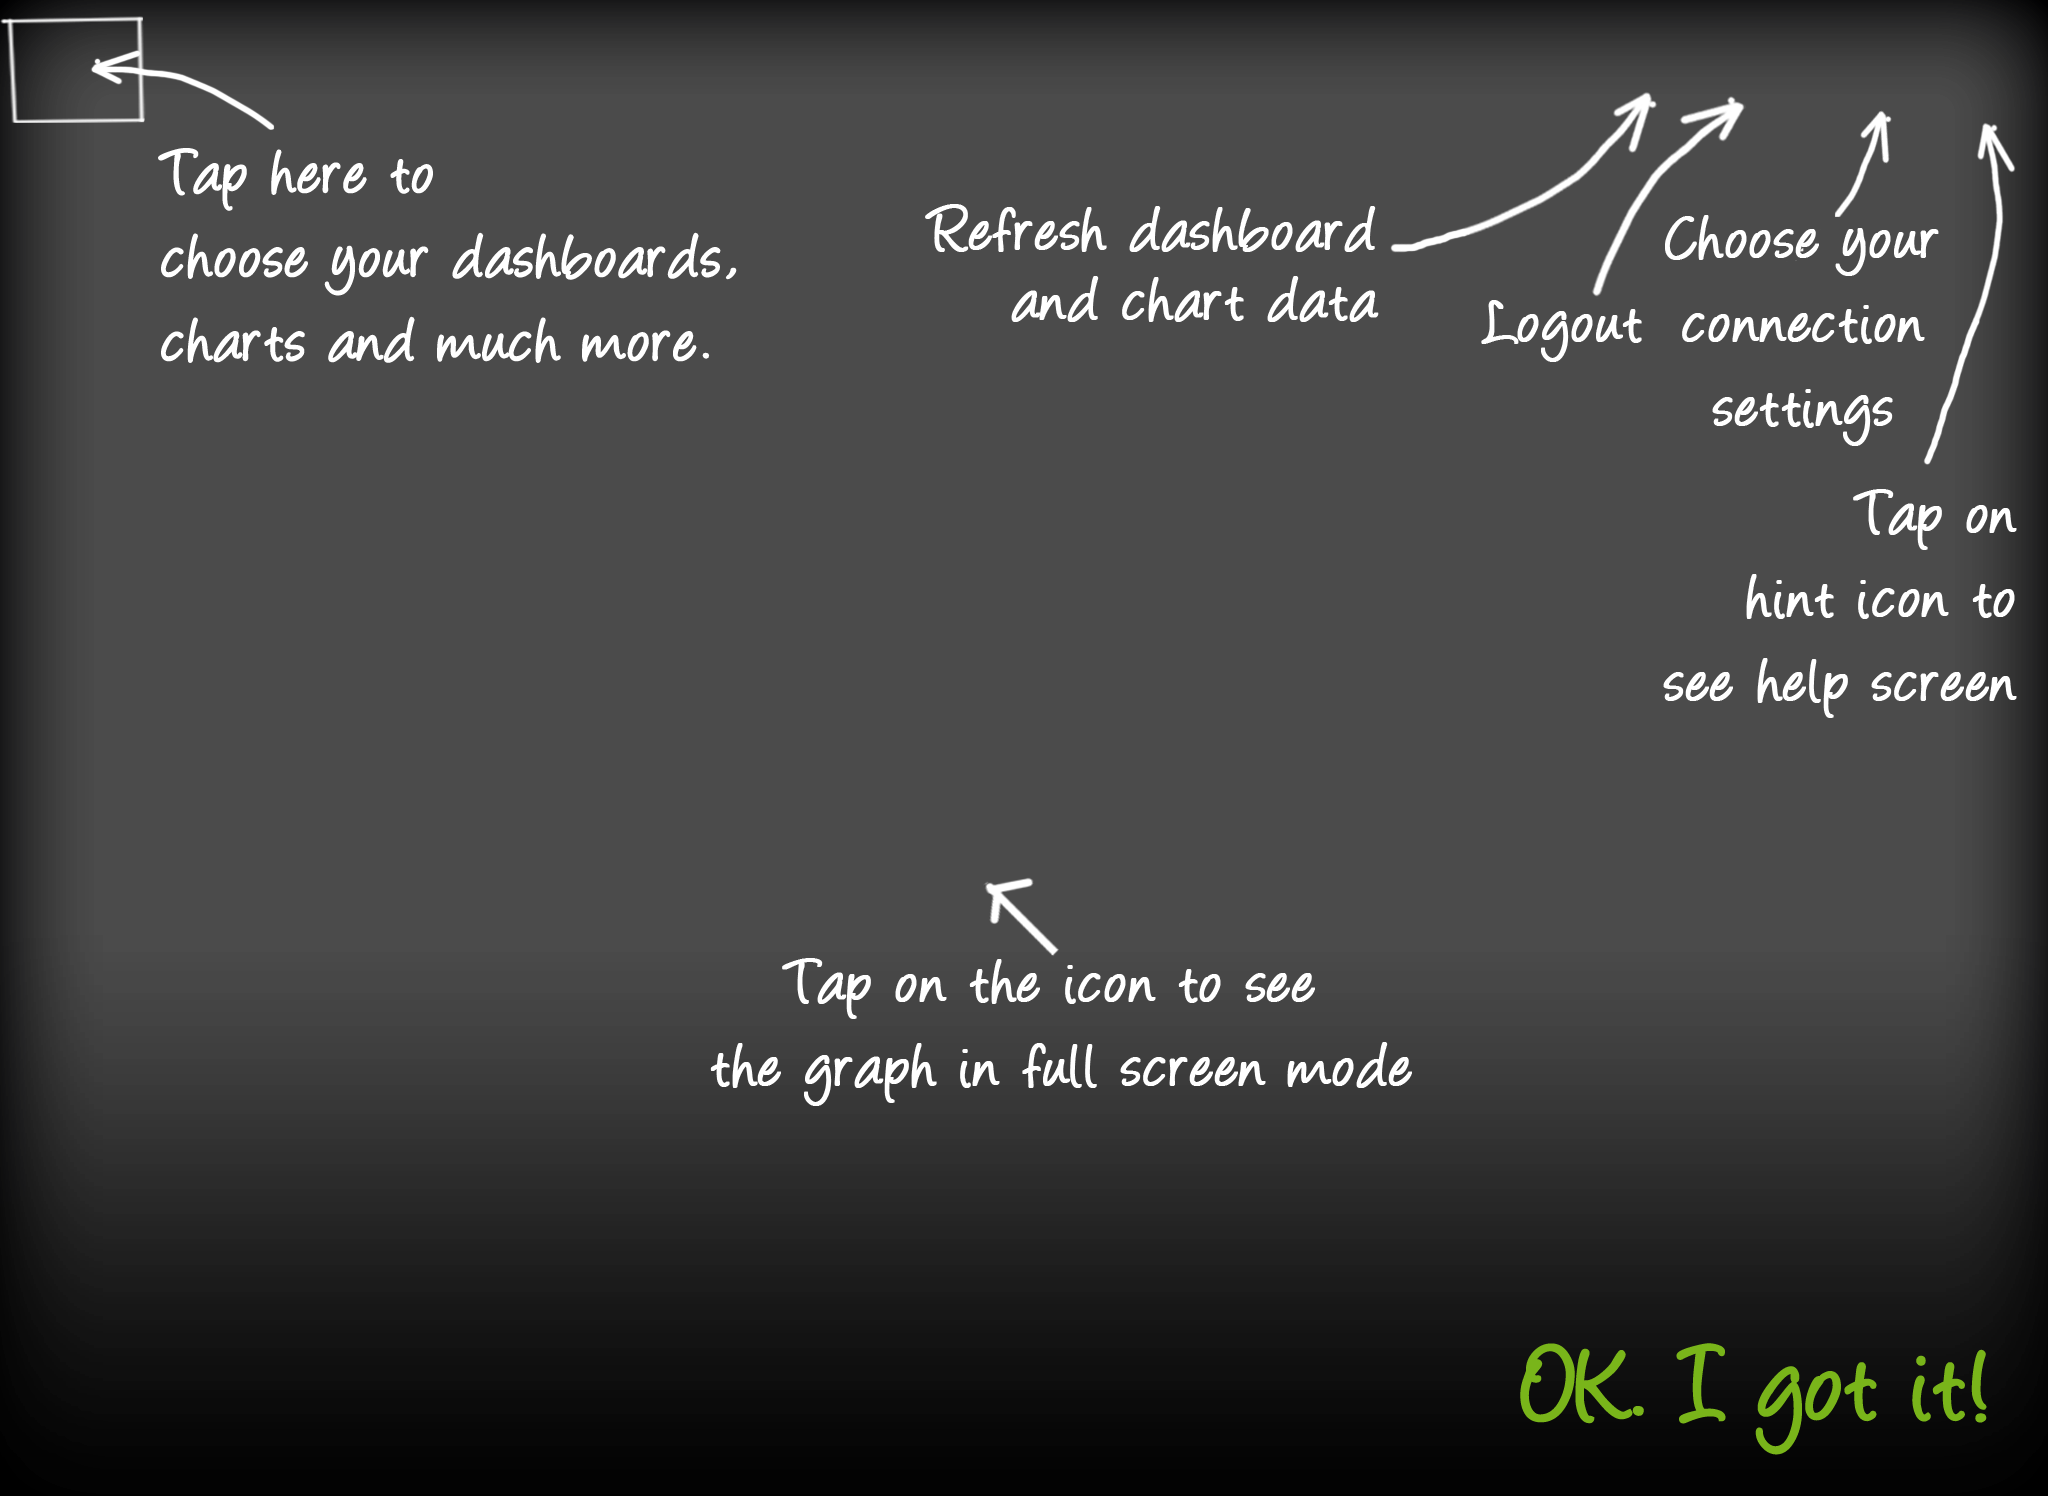 Tap here to
choose your dashboards,
charts and much more.
Refresh dashboard
and chart data
Logout
Choose your
connection
settings
Tap on
hint icon to
see help screen
Tap on the icon to see
the graph in full screen mode
OK. I got it!